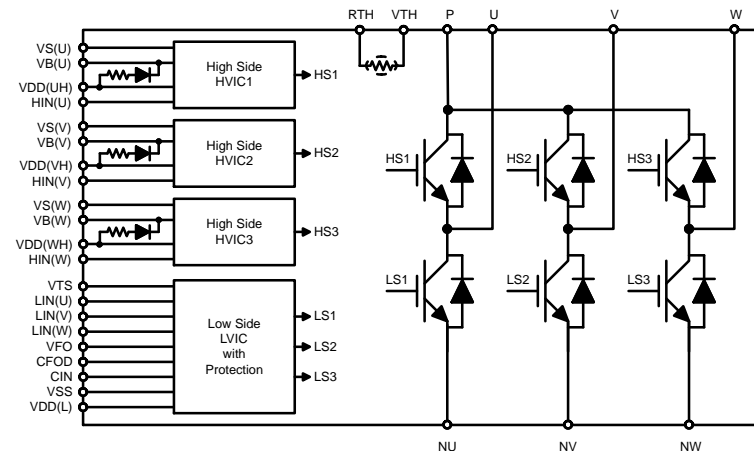 RTH VTH P U V W
VS(U)
VB(U)
VDD(UH)
HIN(U)
High Side
HVIC1
HS1
VS(V)
VB(V)
VDD(VH)
HIN(V)
High Side
HVIC2
HS2
VS(W)
VB(W)
VDD(WH)
HIN(W)
High Side
HVIC3
HS3
VTS
LIN(U)
LIN(V)
LIN(W)
VFO
CFOD
CIN
VSS
VDD(L)
Low Side
LVIC
with
Protection
LS1
LS2
LS3
HS1
HS2
HS3
LS1
LS2
LS3
NU NV NW